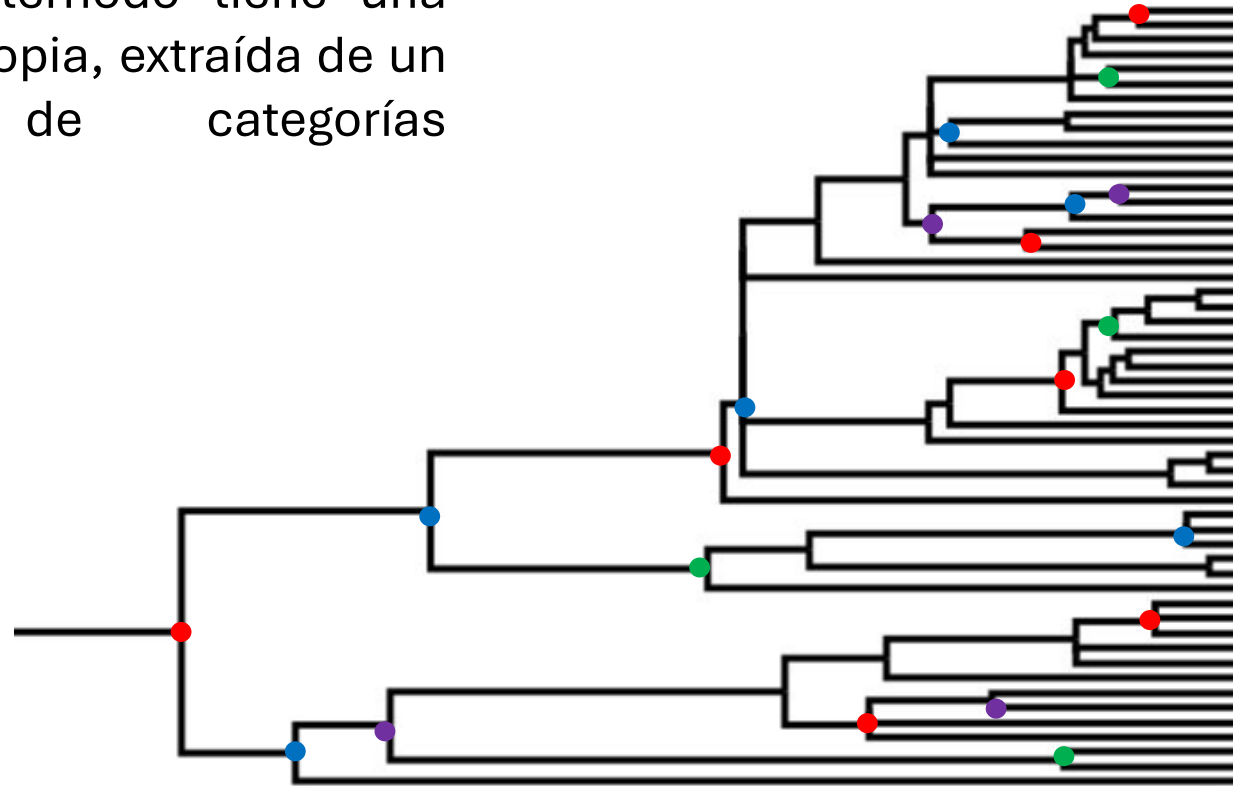 opia, extraída de un
de categorías